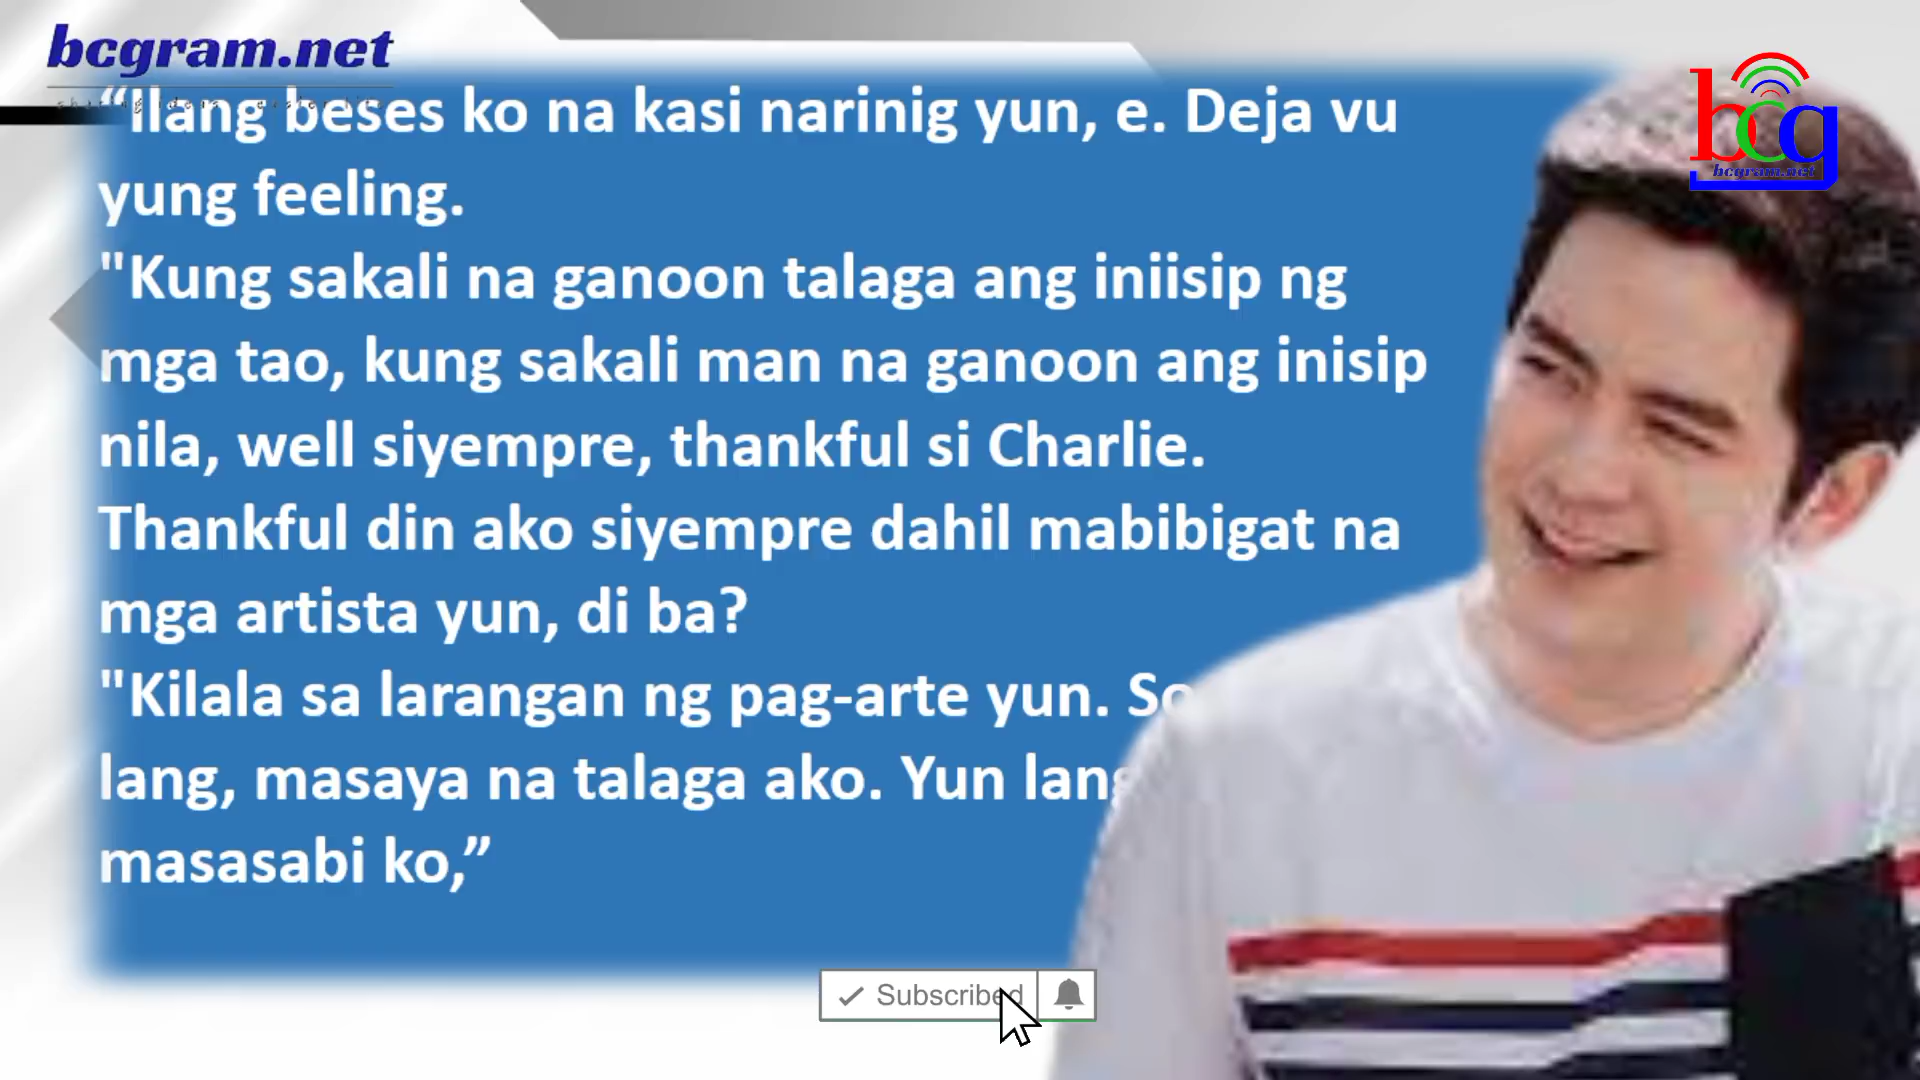 bcgram.net
“Ilang beses ko na kasi narinig yun, e. Deja vu
yung feeling.
"Kung sakali na ganoon talaga ang iniisip ng
mga tao, kung sakali man na ganoon ang inisip
nila, well siyempre, thankful si Charlie.
Thankful din ako siyempre dahil mabibigat na
mga artista yun, di ba?
"Kilala sa larangan ng pag-arte yun. So
lang, masaya na talaga ako. Yun lang
masasabi ko,”
bcg
bcgram.net
Subscribed